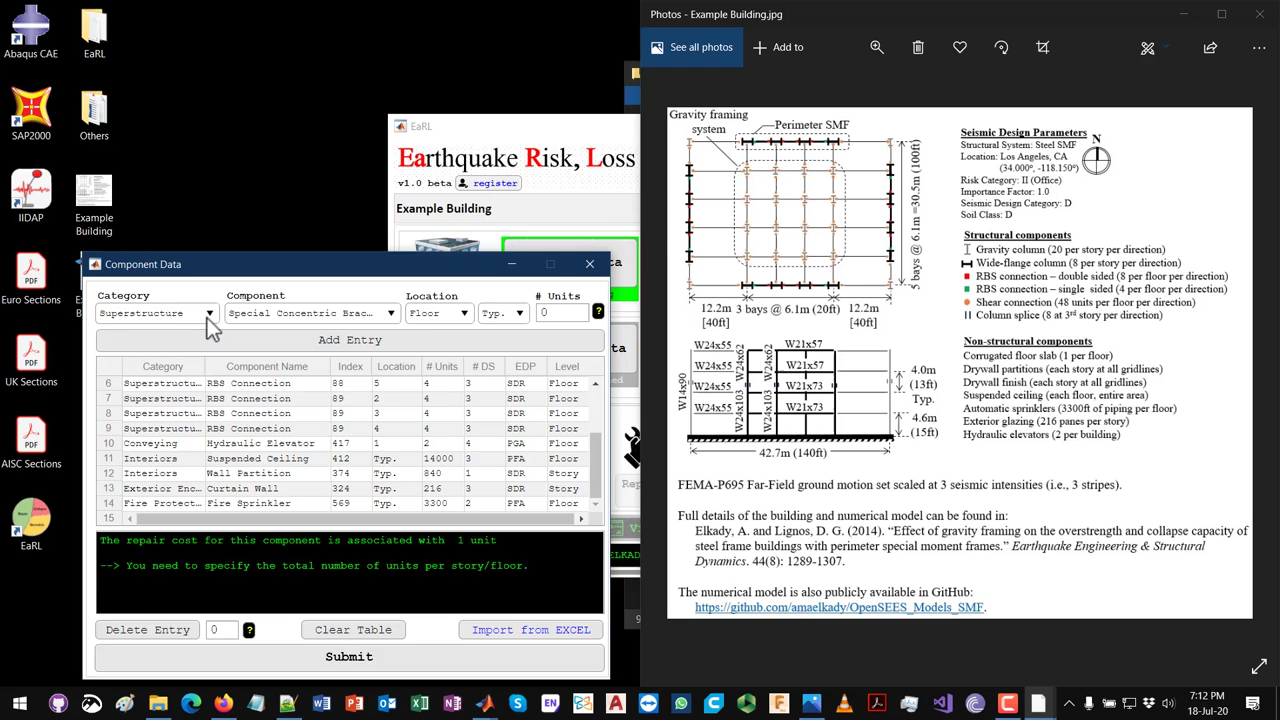 Abaqus CAE
EaRL
SAP2000
Others
IIDAP
Example
Building
Euro Sections
UK Sections
AISC Sections
EaRL
EaRL
Earthquake Risk, Loss
v1.0 beta
register
Example Building
ta
Component Data
Category
Component
Location
# Units
Superstructure
Special Concentric Brac...
Floor
Typ.
0
?
Add Entry
Category Component Name Index Location # Units # DS EDP Level
6 Superstructu... RBS Connection 88 5 4 3 SDR Floor
7 Superstructu... RBS Connection 89 2 4 3 SDR Floor
8 Superstructu... RBS Connection 89 3 4 3 SDR Floor
9 Superstructu... RBS Connection 89 4 4 3 SDR Floor
10 Conveying Hydraulic Elevator 417 1 2 4 PGA Floor
11 Interiors Suspended Ceiling 412 Typ. 14000 3 PFA Floor
12 Interiors Wall Partition 374 Typ. 840 1 SDR Story
13 Exterior Enc... Curtain Wall 324 Typ. 216 3 SDR Story
14 Fire Protect... Fire Sprinkler 569 Typ. 3300 2 PFA Floor
15
The repair cost for this component is associated with 1 unit
--> You need to specify the total number of units per story/floor.
Delete Entry
0
?
Clear Table
Import from EXCEL
Submit
ta
Rep
Photos - Example Building.jpg
See all photos
Add to
Gravity framing
system
Perimeter SMF
5 bays @ 6.1m =30.5m (100ft)
12.2m
[40ft]
3 bays @ 6.1m (20ft)
12.2m
[40ft]
W14x90
W24x55
W24x55
W24x55
W24x55
W24x62
W24x103
W24x62
W24x103
W21x57
W21x57
W21x73
W21x73
4.0m
(13ft)
Typ.
4.6m
(15ft)
42.7m (140ft)
Seismic Design Parameters
N
Structural System: Steel SMF
Location: Los Angeles, CA
(34.000, -118.150°)
Risk Category: II (Office)
Importance Factor: 1.0
Seismic Design Category: D
Soil Class: D
Structural components
Gravity column (20 per story per direction)
Wide-flange column (8 per story per direction)
RBS connection – double sided (8 per floor per direction)
RBS connection – single sided (4 per floor per direction)
Shear connection (48 units per floor per direction)
Column splice (8 at 3rd story per direction)
Non-structural components
Corrugated floor slab (1 per floor)
Drywall partitions (each story at all gridlines)
Drywall finish (each story at all gridlines)
Suspended ceiling (each floor, entire area)
Automatic sprinklers (3300ft of piping per floor)
Exterior glazing (216 panes per story)
Hydraulic elevators (2 per building)
FEMA-P695 Far-Field ground motion set scaled at 3 seismic intensities (i.e., 3 stripes).
Full details of the building and numerical model can be found in:
Elkady, A. and Lignos, D. G. (2014). “Effect of gravity framing on the overstrength and collapse capacity
of steel frame buildings with perimeter special moment frames.” Earthquake Engineering & Structural
Dynamics. 44(8): 1289-1307.
The numerical model is also publicly available in GitHub:
https://github.com/amaelkady/OpenSEES_Models_SMF.
7:12 PM
18-Jul-20